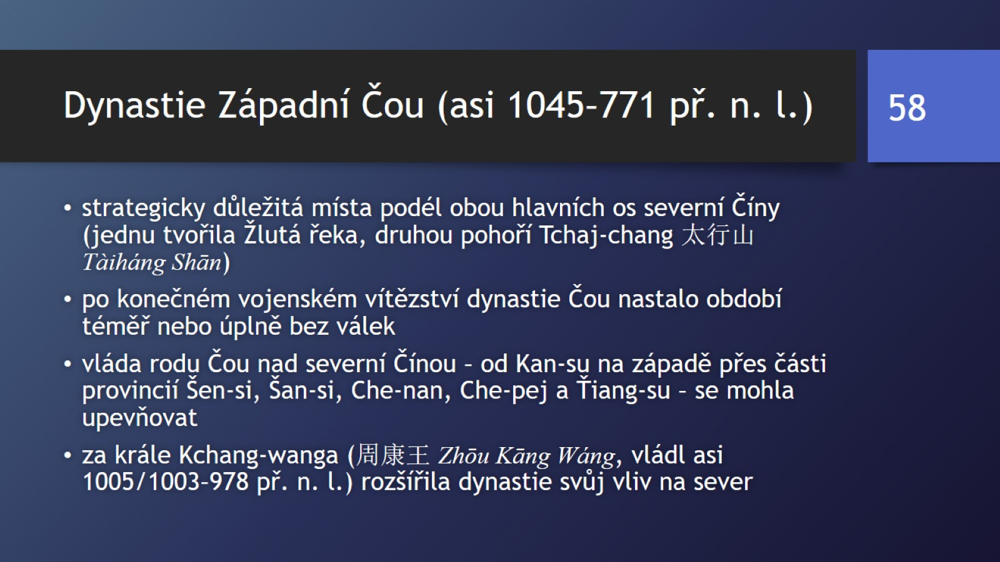 Dynastie Západní Čou (asi 1045–771 př. n. l.)
58
• strategicky důležitá místa podél obou hlavních os severní Číny
(jednu tvořila Žlutá řeka, druhou pohoří Tchaj-chang 太行山
Tàiháng Shān)
• po konečném vojenském vítězství dynastie Čou nastalo období
téměř nebo úplně bez válek
• vláda rodu Čou nad severní Čínou – od Kan-su na západě přes části
provincií Šen-si, Šan-si, Che-nan, Che-pej a Ťiang-su – se mohla
upevňovat
• za krále Kchang-wanga (周康王 Zhōu Kāng Wáng, vládl asi
1005/1003–978 př. n. l.) rozšířila dynastie svůj vliv na sever